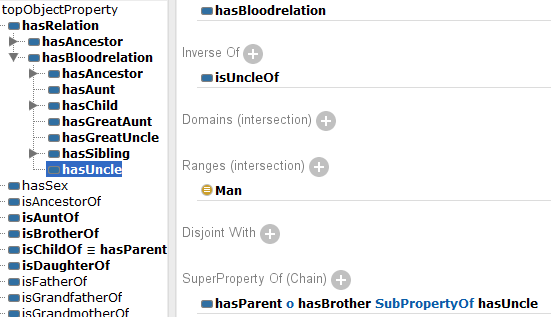 topObjectProperty
hasRelation
hasAncestor
hasBloodrelation
hasAncestor
hasAunt
hasChild
hasGreatAunt
hasGreatUncle
hasSibling
hasUncle
hasSex
isAncestorOf
isAuntOf
isBrotherOf
isChildOf ≡ hasParent
isDaughterOf
isFatherOf
isGrandfatherOf
isGrandmotherOf
hasBloodrelation
Inverse Of
isUncleOf
Domains (intersection)
Ranges (intersection)
Man
Disjoint With
SuperProperty Of (Chain)
hasParent o hasBrother SubPropertyOf hasUncle